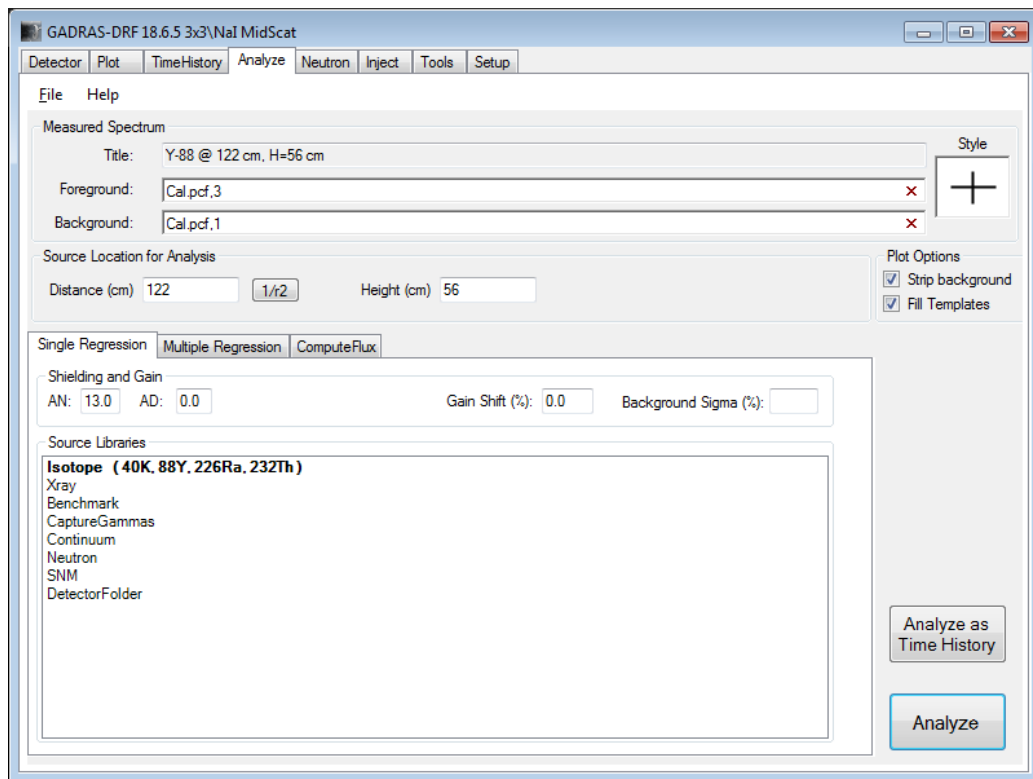 GADRAS-DRF 18.6.5 3x3\NaI MidScat
Detector Plot TimeHistory Analyze Neutron Inject Tools Setup
File Help
Measured Spectrum
Style
Title: Y-88 @ 122 cm, H=56 cm
Foreground: Cal.pcf,3
Background: Cal.pcf,1
Source Location for Analysis
Plot Options
Distance (cm) 122 1/r2 Height (cm) 56
Strip background
Fill Templates
Single Regression Multiple Regression ComputeFlux
Shielding and Gain
AN: 13.0 AD: 0.0 Gain Shift (%): 0.0 Background Sigma (%):
Source Libraries
Isotope (40K, 88Y, 226Ra, 232Th)
Xray
Benchmark
CaptureGammas
Continuum
Neutron
SNM
DetectorFolder
Analyze as
Time History
Analyze